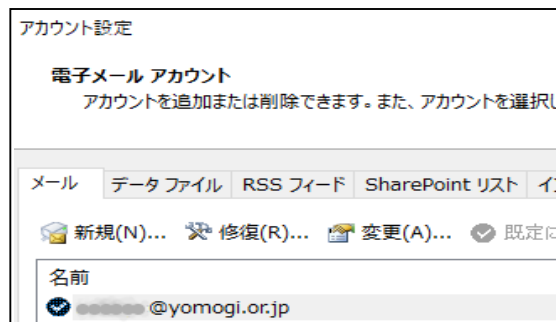 アカウント設定
電子メール アカウント
アカウントを追加または削除できます。また、アカウントを選択し
メール データ ファイル RSS フィード SharePoint リスト
新規(N)... 修復(R)... 変更(A)... 既定に
名前
@yomogi.or.jp